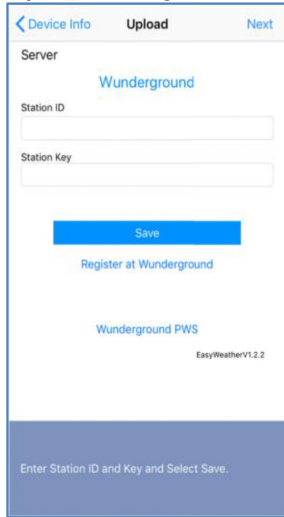 Device Info Upload Next
Server
Wunderground
Station ID
Station Key
Save
Register at Wunderground
Wunderground PWS
EasyWeatherV1.2.2
Enter Station ID and Key and Select Save.